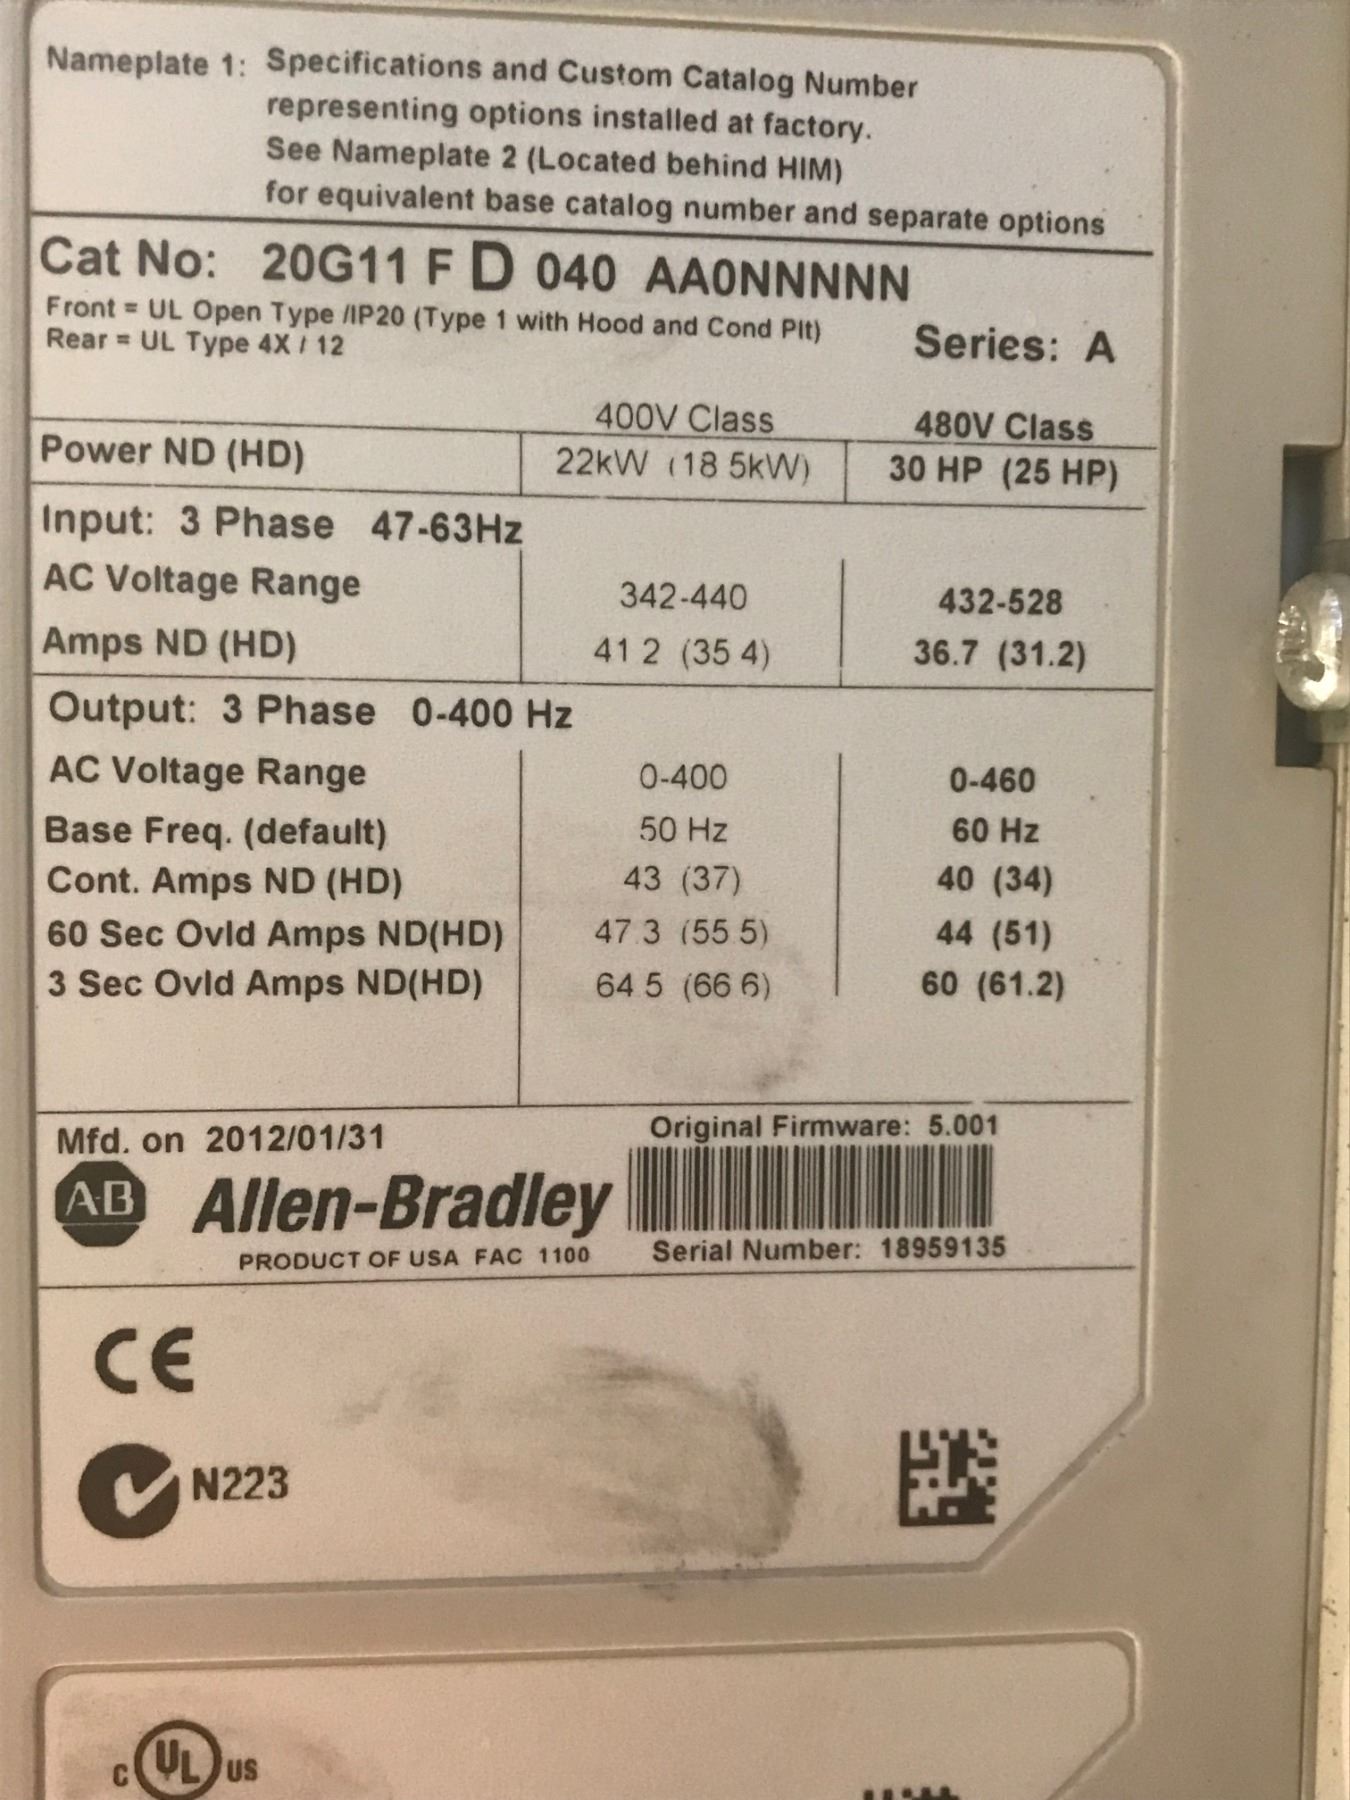 Nameplate 1: Specifications and Custom Catalog Number
representing options installed at factory.
See Nameplate 2 (Located behind HIM)
for equivalent base catalog number and separate options
Cat No: 20G11 F D 040 AA0NNNNN
Front = UL Open Type /IP20 (Type 1 with Hood and Cond Plt)
Rear = UL Type 4X / 12
Series: A
400V Class 480V Class
Power ND (HD) 22kW (18 5kW) 30 HP (25 HP)
Input: 3 Phase 47-63Hz
AC Voltage Range 342-440 432-528
Amps ND (HD) 41 2 (35 4) 36.7 (31.2)
Output: 3 Phase 0-400 Hz
AC Voltage Range 0-400 0-460
Base Freq. (default) 50 Hz 60 Hz
Cont. Amps ND (HD) 43 (37) 40 (34)
60 Sec Ovld Amps ND(HD) 47 3 (55 5) 44 (51)
3 Sec Ovld Amps ND(HD) 64 5 (66 6) 60 (61.2)
Mfd. on 2012/01/31 Original Firmware: 5.001
A-B Allen-Bradley
PRODUCT OF USA FAC 1100 Serial Number: 18959135
CE
N223
C UL US